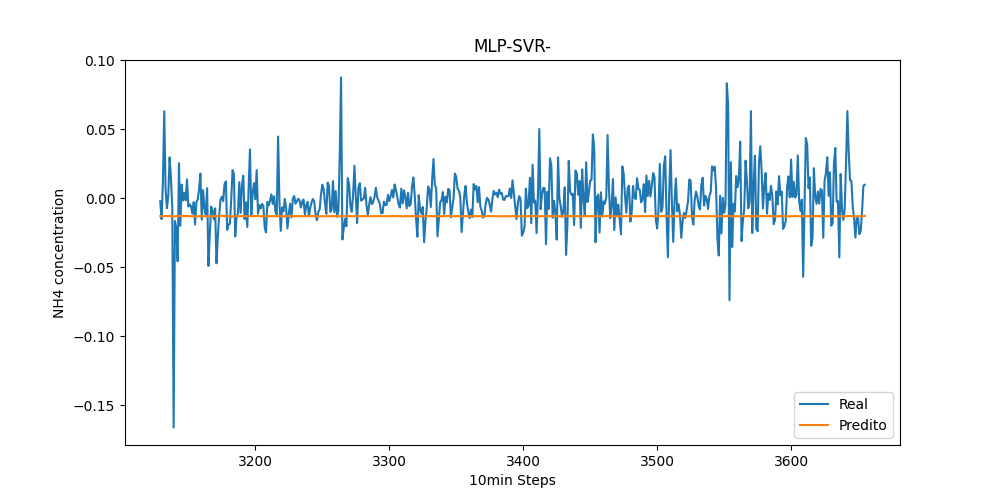 MLP-SVR-
0.10
0.05
0.00
−0.05
−0.10
−0.15
NH4 concentration
3200 3300 3400 3500 3600
10min Steps
Real
Predito